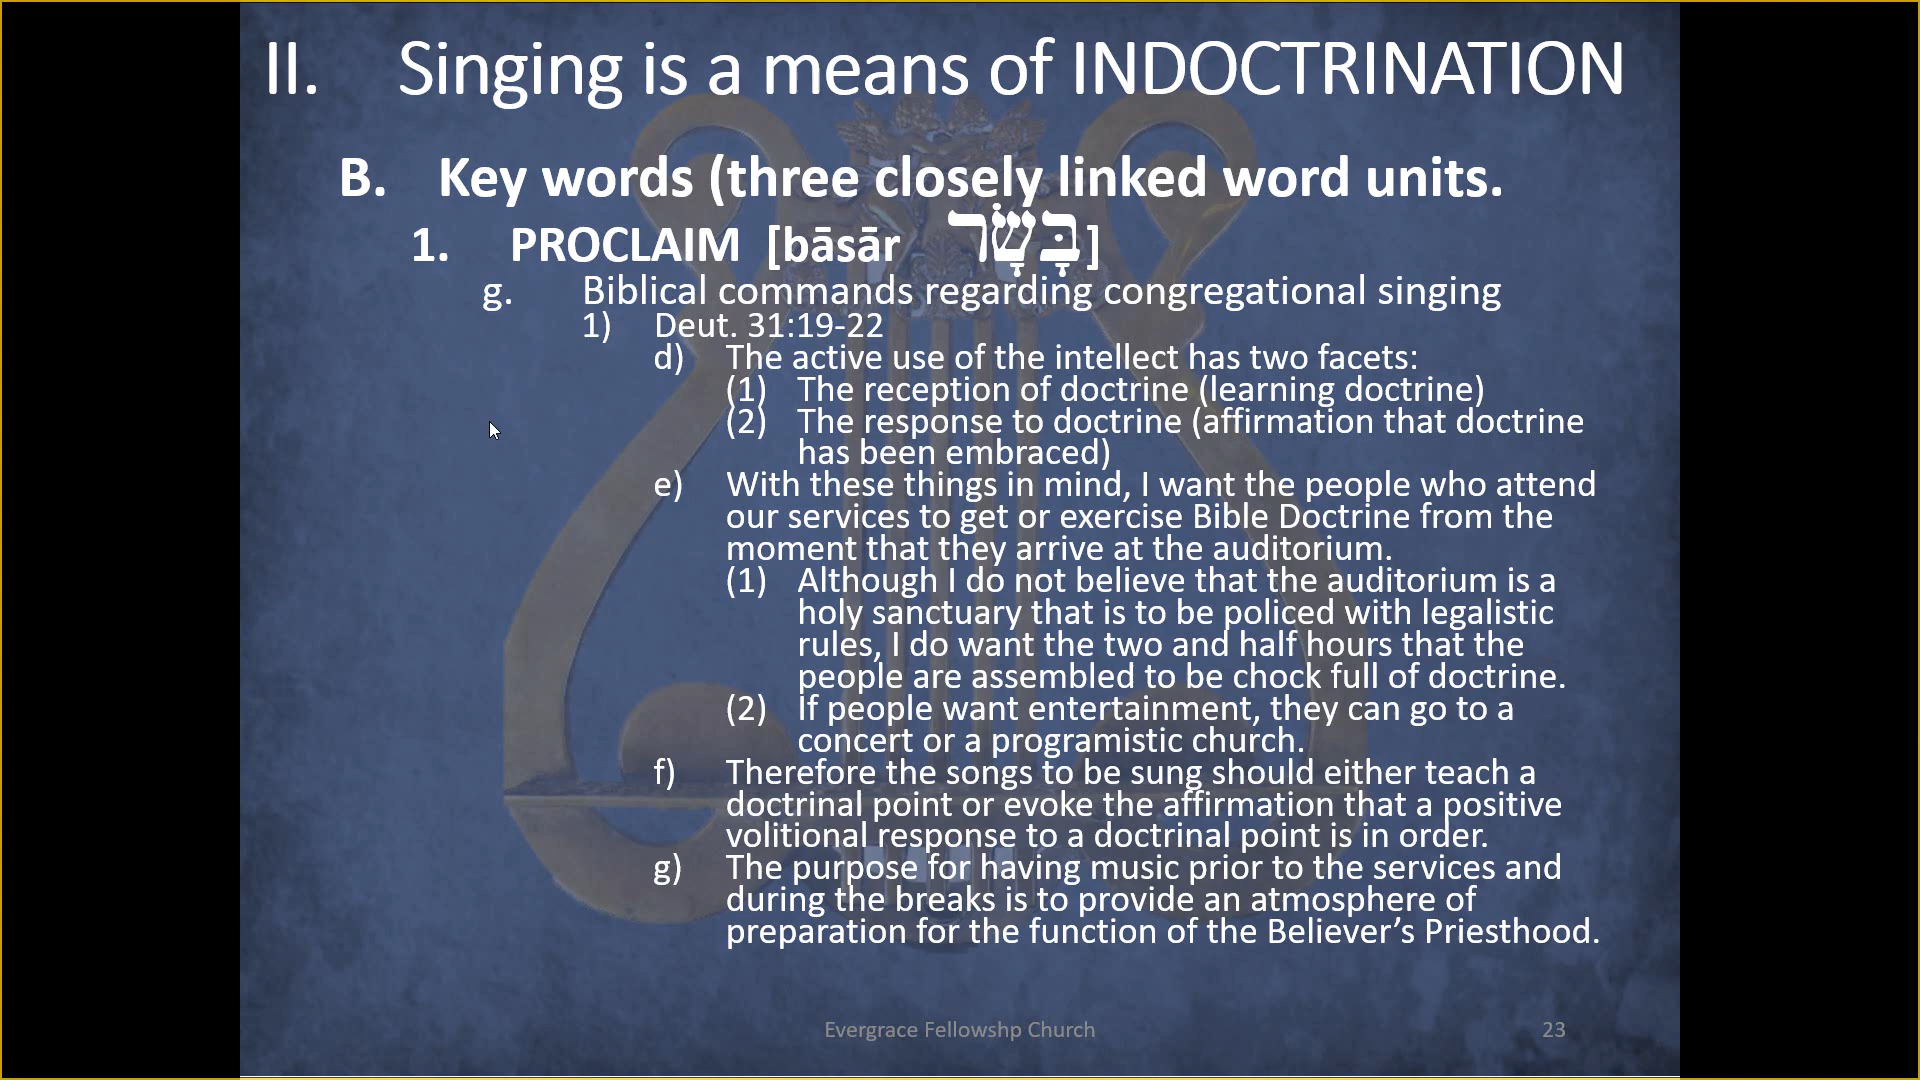 II. Singing is a means of INDOCTRINATION
B. Key words (three closely linked word units.
1. PROCLAIM [bāsār בָּשָׂר]
g. Biblical commands regarding congregational singing
1) Deut. 31:19-22
d) The active use of the intellect has two facets:
(1) The reception of doctrine (learning doctrine)
(2) The response to doctrine (affirmation that doctrine
has been embraced)
e) With these things in mind, I want the people who attend
our services to get or exercise Bible Doctrine from the
moment that they arrive at the auditorium.
(1) Although I do not believe that the auditorium is a
holy sanctuary that is to be policed with legalistic
rules, I do want the two and half hours that the
people are assembled to be chock full of doctrine.
(2) If people want entertainment, they can go to a
concert or a programistic church.
f) Therefore the songs to be sung should either teach a
doctrinal point or evoke the affirmation that a positive
volitional response to a doctrinal point is in order.
g) The purpose for having music prior to the services and
during the breaks is to provide an atmosphere of
preparation for the function of the Believer’s Priesthood.
Evergrace Fellowshp Church
23